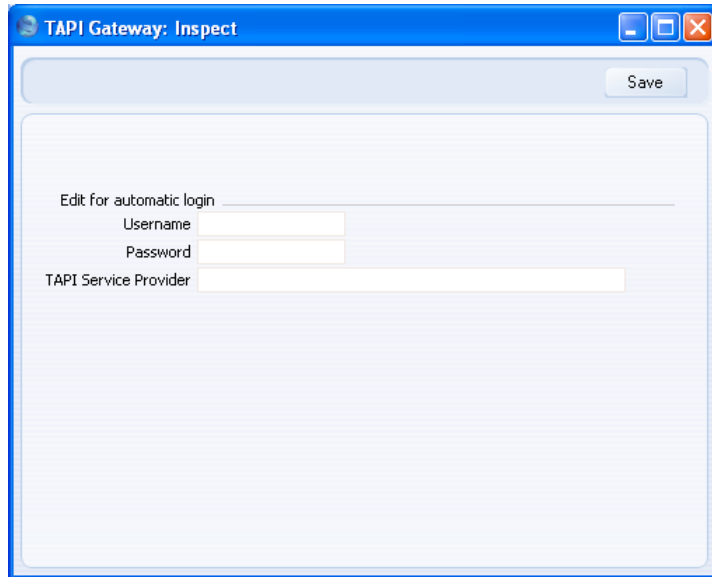 TAPI Gateway: Inspect
Save
Edit for automatic login
Username
Password
TAPI Service Provider